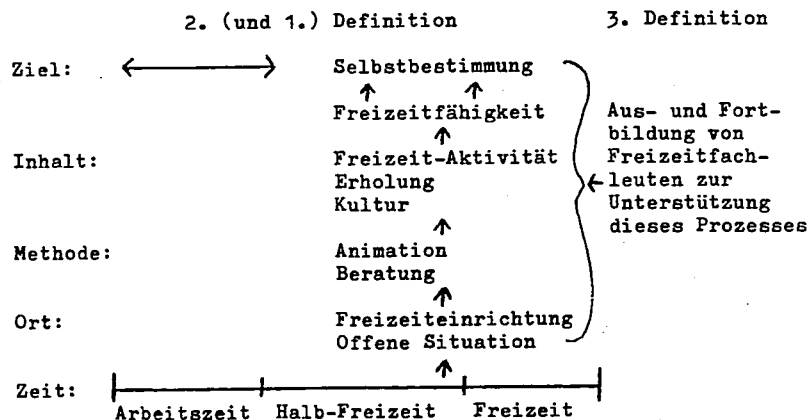 2. (und 1.) Definition 3. Definition
Ziel: Selbstbestimmung
Freizeitfähigkeit
Inhalt: Freizeit-Aktivität
Erholung
Kultur
Methode: Animation
Beratung
Ort: Freizeiteinrichtung
Offene Situation
Aus- und Fort-
bildung von
Freizeitfach-
leuten zur
Unterstützung
dieses Prozesses
Zeit:
Arbeitszeit Halb-Freizeit Freizeit